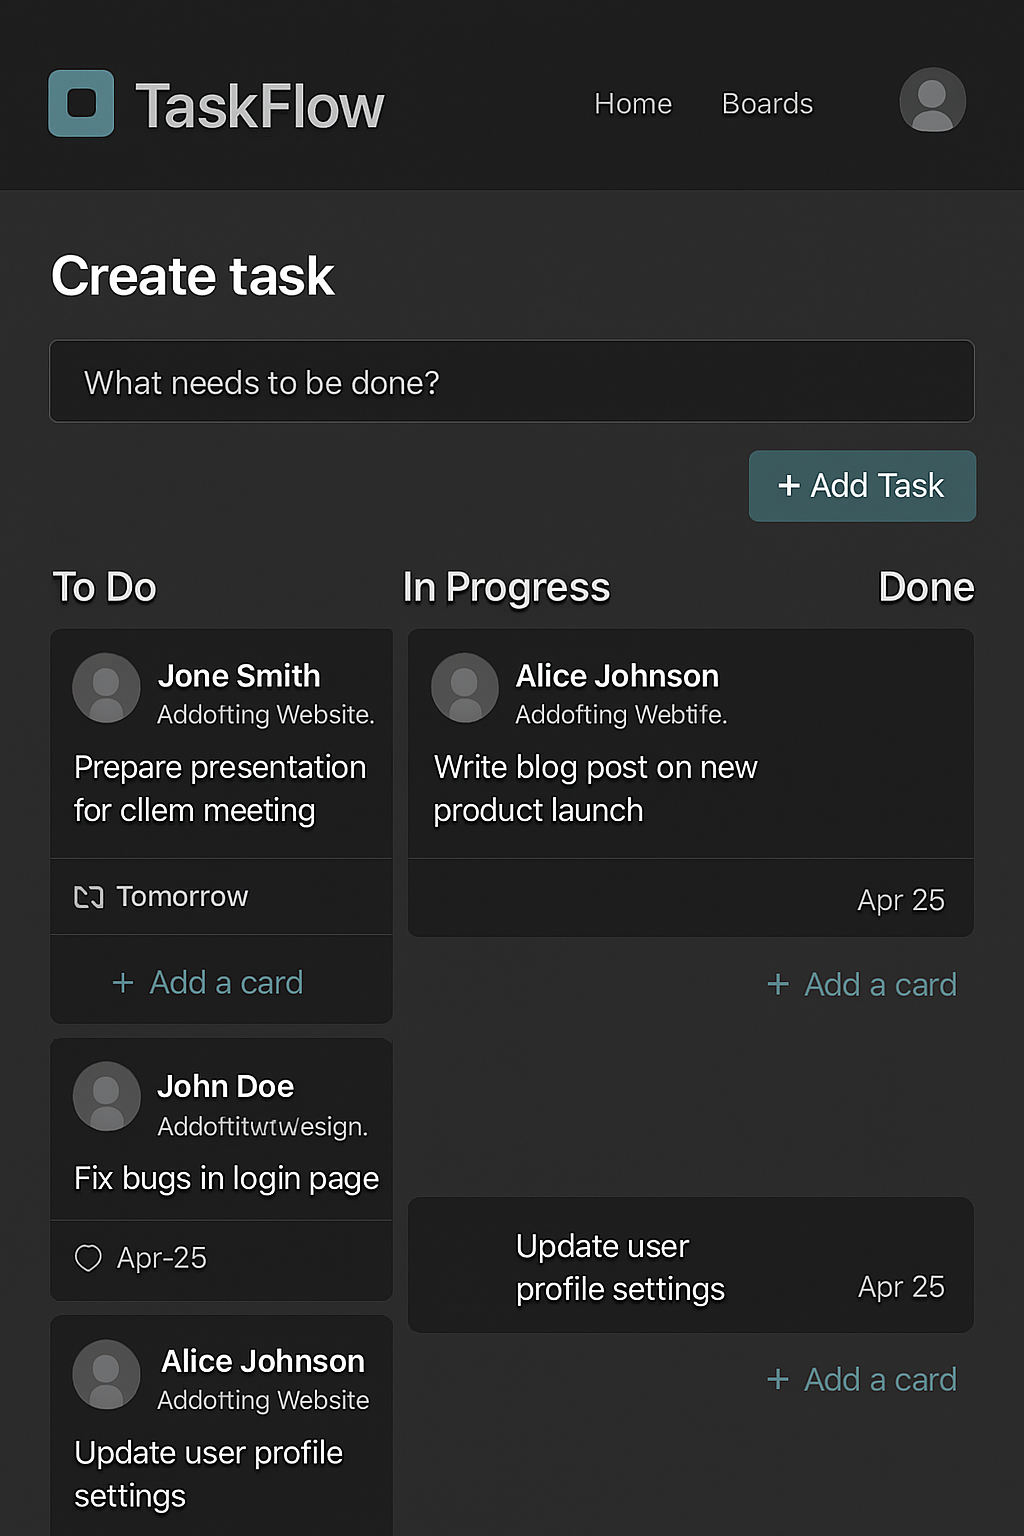 TaskFlow
Home
Boards
Create task
What needs to be done?
+ Add Task
To Do
In Progress
Done
Jone Smith
Addofting Website.
Prepare presentation
for cllem meeting
Tomorrow
+ Add a card
John Doe
Fix bugs in login page
Apr-25
Alice Johnson
Addofting Website
Update user profile
settings
Alice Johnson
Addofting Webtife.
Write blog post on new
product launch
Apr 25
+ Add a card
Update user
profile settings
Apr 25
+ Add a card